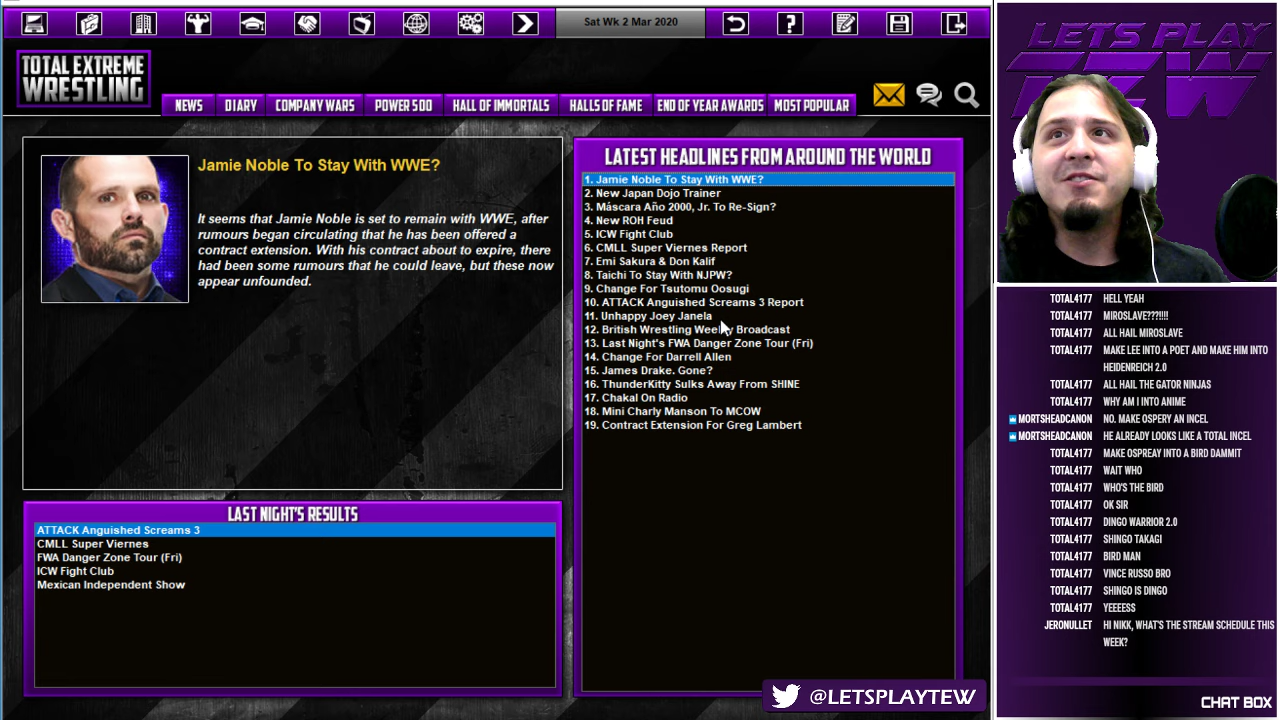 Sat Wk 2 Mar 2020
TOTAL EXTREME
WRESTLING
NEWS
DIARY
COMPANY WARS
POWER 500
HALL OF IMMORTALS
HALLS OF FAME
END OF YEAR AWARDS
MOST POPULAR
Jamie Noble To Stay With WWE?
It seems that Jamie Noble is set to remain with WWE, after
rumours began circulating that he has been offered a
contract extension. With his contract about to expire, there
had been some rumours that he could leave, but these now
appear unfounded.
LAST NIGHT'S RESULTS
ATTACK Anguished Screams 3
CMLL Super Viernes
FWA Danger Zone Tour (Fri)
ICW Fight Club
Mexican Independent Show
LATEST HEADLINES FROM AROUND THE WORLD
1. Jamie Noble To Stay With WWE?
2. New Japan Dojo Trainer
3. Máscara Año 2000, Jr. To Re-Sign?
4. New ROH Feud
5. ICW Fight Club
6. CMLL Super Viernes Report
7. Emi Sakura & Don Kalif
8. Taichi To Stay With NJPW?
9. Change For Tsutomu Oosugi
10. ATTACK Anguished Screams 3 Report
11. Unhappy Joey Janela
12. British Wrestling Weekly Broadcast
13. Last Night's FWA Danger Zone Tour (Fri)
14. Change For Darrell Allen
15. James Drake. Gone?
16. ThunderKitty Sulks Away From SHINE
17. Chakal On Radio
18. Mini Charly Manson To MCOW
19. Contract Extension For Greg Lambert
@LETSPLAYTEW
LETS PLAY
TEW
TOTAL4177 HELL YEAH
TOTAL4177 MIROSLAVE???!!!!
TOTAL4177 ALL HAIL MIROSLAVE
TOTAL4177 MAKE LEE INTO A POET AND MAKE HIM INTO
HEIDENREICH 2.0
TOTAL4177 ALL HAIL THE GATOR NINJAS
TOTAL4177 WHY AM I INTO ANIME
MORTSHEADCANON NO. MAKE OSPERY AN INCEL
MORTSHEADCANON HE ALREADY LOOKS LIKE A TOTAL INCEL
TOTAL4177 MAKE OSPREAY INTO A BIRD DAMMIT
TOTAL4177 WAIT WHO
TOTAL4177 WHO'S THE BIRD
TOTAL4177 OK SIR
TOTAL4177 DINGO WARRIOR 2.0
TOTAL4177 SHINGO TAKAGI
TOTAL4177 BIRD MAN
TOTAL4177 VINCE RUSSO BRO
TOTAL4177 SHINGO IS DINGO
TOTAL4177 YEEEESS
JERONULLET HI NIKK, WHAT'S THE STREAM SCHEDULE THIS
WEEK?
CHAT BOX